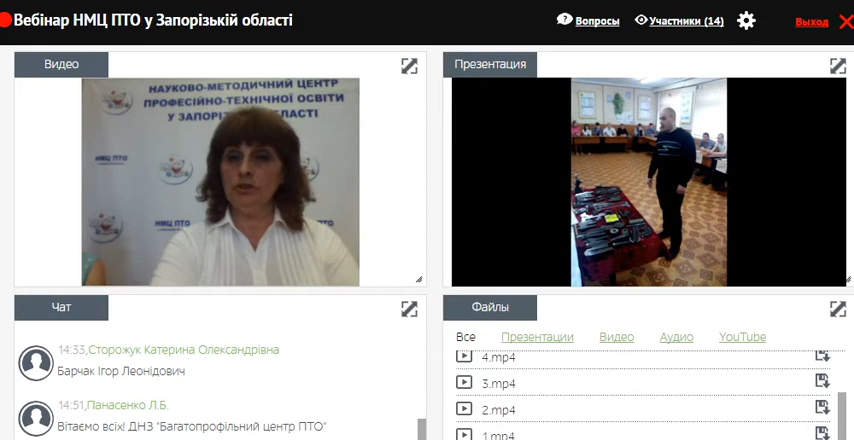 Вебінар НМЦ ПТО у Запорізькій області
Вопросы
Участники (14)
Выход
Видео
НАУКОВО-МЕТОДИЧНИЙ ЦЕНТР
ПРОФЕСІЙНО-ТЕХНІЧНОЇ ОСВІТИ
НМЦ ПТО
НМЦ ПТО
Презентация
Чат
14:33,Сторожук Катерина Олександрівна
Барчак Ігор Леонідович
14:51,Панасенко Л.Б.
Вітаємо всіх! ДНЗ "Багатопрофільний центр ПТО"
Файлы
Все
Презентации
Видео
Аудио
YouTube
4.mp4
3.mp4
2.mp4
1.mp4